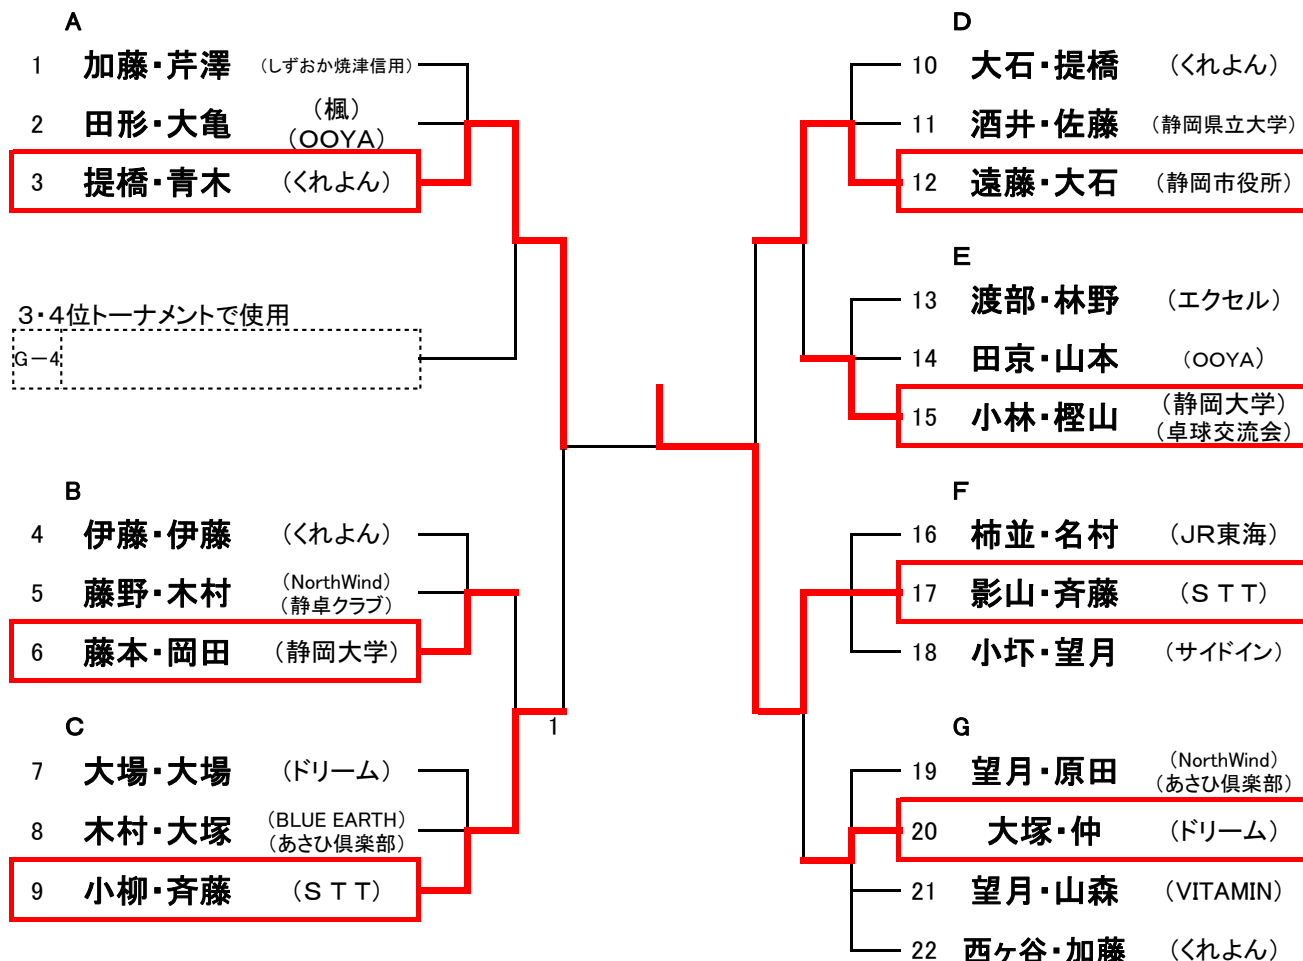 A
1 加藤・芹澤 (しずおか焼津信用)
2 田形・大亀 (楓)
(OOYA)
3 提橋・青木 (くれよん)
3・4位トーナメントで使用
G-4
B
4 伊藤・伊藤 (くれよん)
5 藤野・木村 (NorthWind)
(静卓クラブ)
6 藤本・岡田 (静岡大学)
1
C
7 大場・大場 (ドリーム)
8 木村・大塚 (BLUE EARTH)
(あさひ倶楽部)
9 小柳・斉藤 (STT)
D
10 大石・提橋 (くれよん)
11 酒井・佐藤 (静岡県立大学)
12 遠藤・大石 (静岡市役所)
E
13 渡部・林野 (エクセル)
14 田京・山本 (OOYA)
15 小林・樫山 (静岡大学)
(卓球交流会)
F
16 柿並・名村 (JR東海)
17 影山・斉藤 (STT)
18 小圷・望月 (サイドイン)
G
19 望月・原田 (NorthWind)
(あさひ倶楽部)
20 大塚・仲 (ドリーム)
21 望月・山森 (VITAMIN)
22 西ヶ谷・加藤 (くれよん)